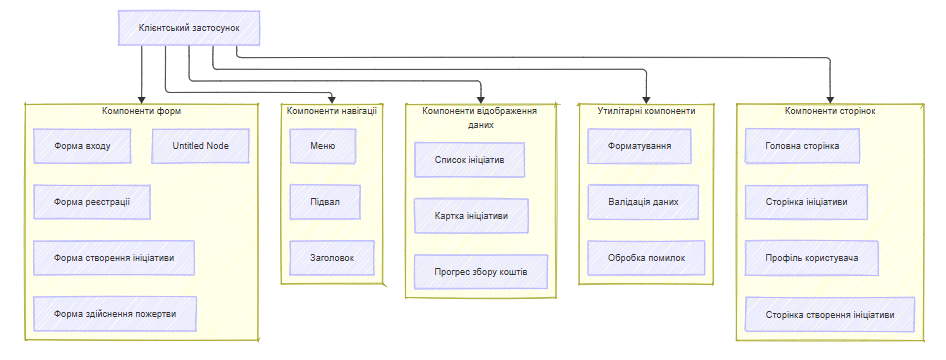 Клієнтський застосунок
Компоненти форм
Форма входу
Untitled Node
Форма реєстрації
Форма створення ініціативи
Форма здійснення пожертви
Компоненти навігації
Меню
Підвал
Заголовок
Компоненти відображення
даних
Список ініціатив
Картка ініціативи
Прогрес збору коштів
Утилітарні компоненти
Форматування
Валідація даних
Обробка помилок
Компоненти сторінок
Головна сторінка
Сторінка ініціативи
Профіль користувача
Сторінка створення ініціативи